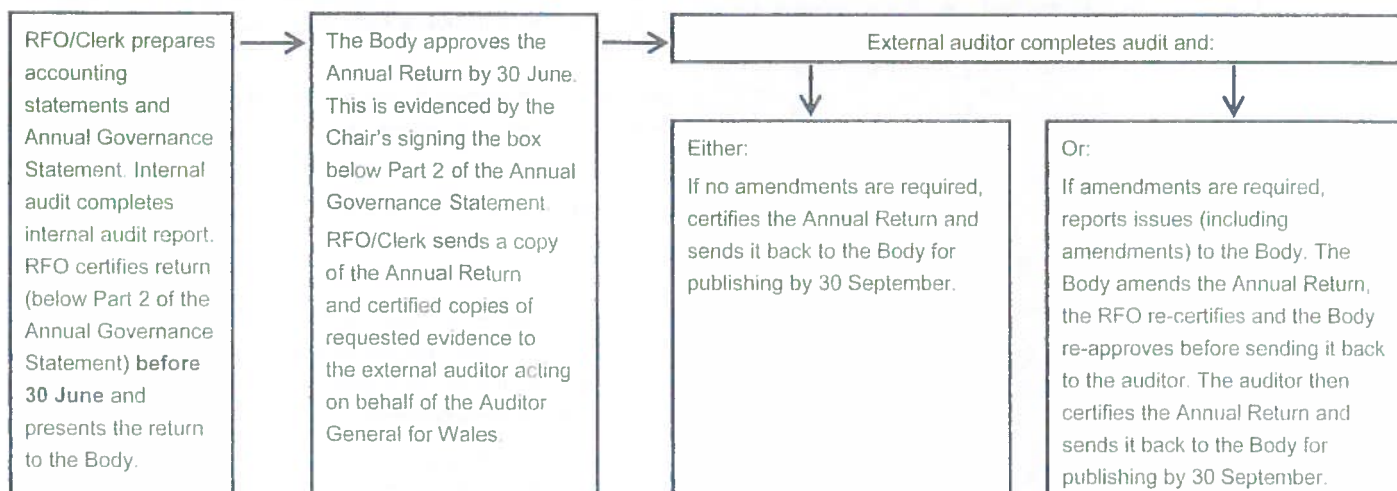 RFO/Clerk prepares
accounting
statements and
Annual Governance
Statement. Internal
audit completes
internal audit report.
RFO certifies return
(below Part 2 of the
Annual Governance
Statement) before
30 June and
presents the return
to the Body.
The Body approves the
Annual Return by 30 June.
This is evidenced by the
Chair's signing the box
below Part 2 of the Annual
Governance Statement.
RFO/Clerk sends a copy
of the Annual Return
and certified copies of
requested evidence to
the external auditor acting
on behalf of the Auditor
General for Wales.
External auditor completes audit and:
Either:
If no amendments are required,
certifies the Annual Return and
sends it back to the Body for
publishing by 30 September.
Or:
If amendments are required,
reports issues (including
amendments) to the Body. The
Body amends the Annual Return,
the RFO re-certifies and the Body
re-approves before sending it back
to the auditor. The auditor then
certifies the Annual Return and
sends it back to the Body for
publishing by 30 September.